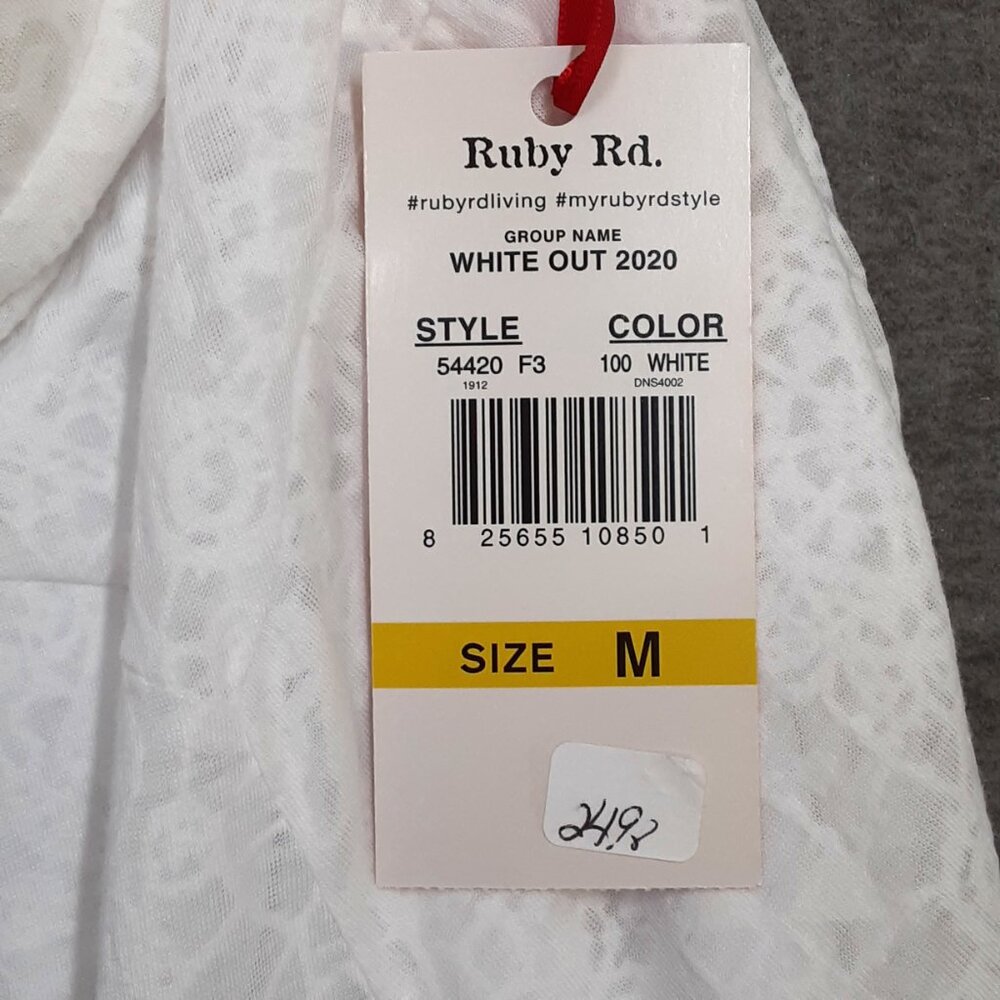 Ruby Rd.
#rubyrdliving #myrubyrdstyle
GROUP NAME
WHITE OUT 2020
STYLE COLOR
54420 F3 100 WHITE
1912 DNS4002
8 25655 10850 1
SIZE M
24.98